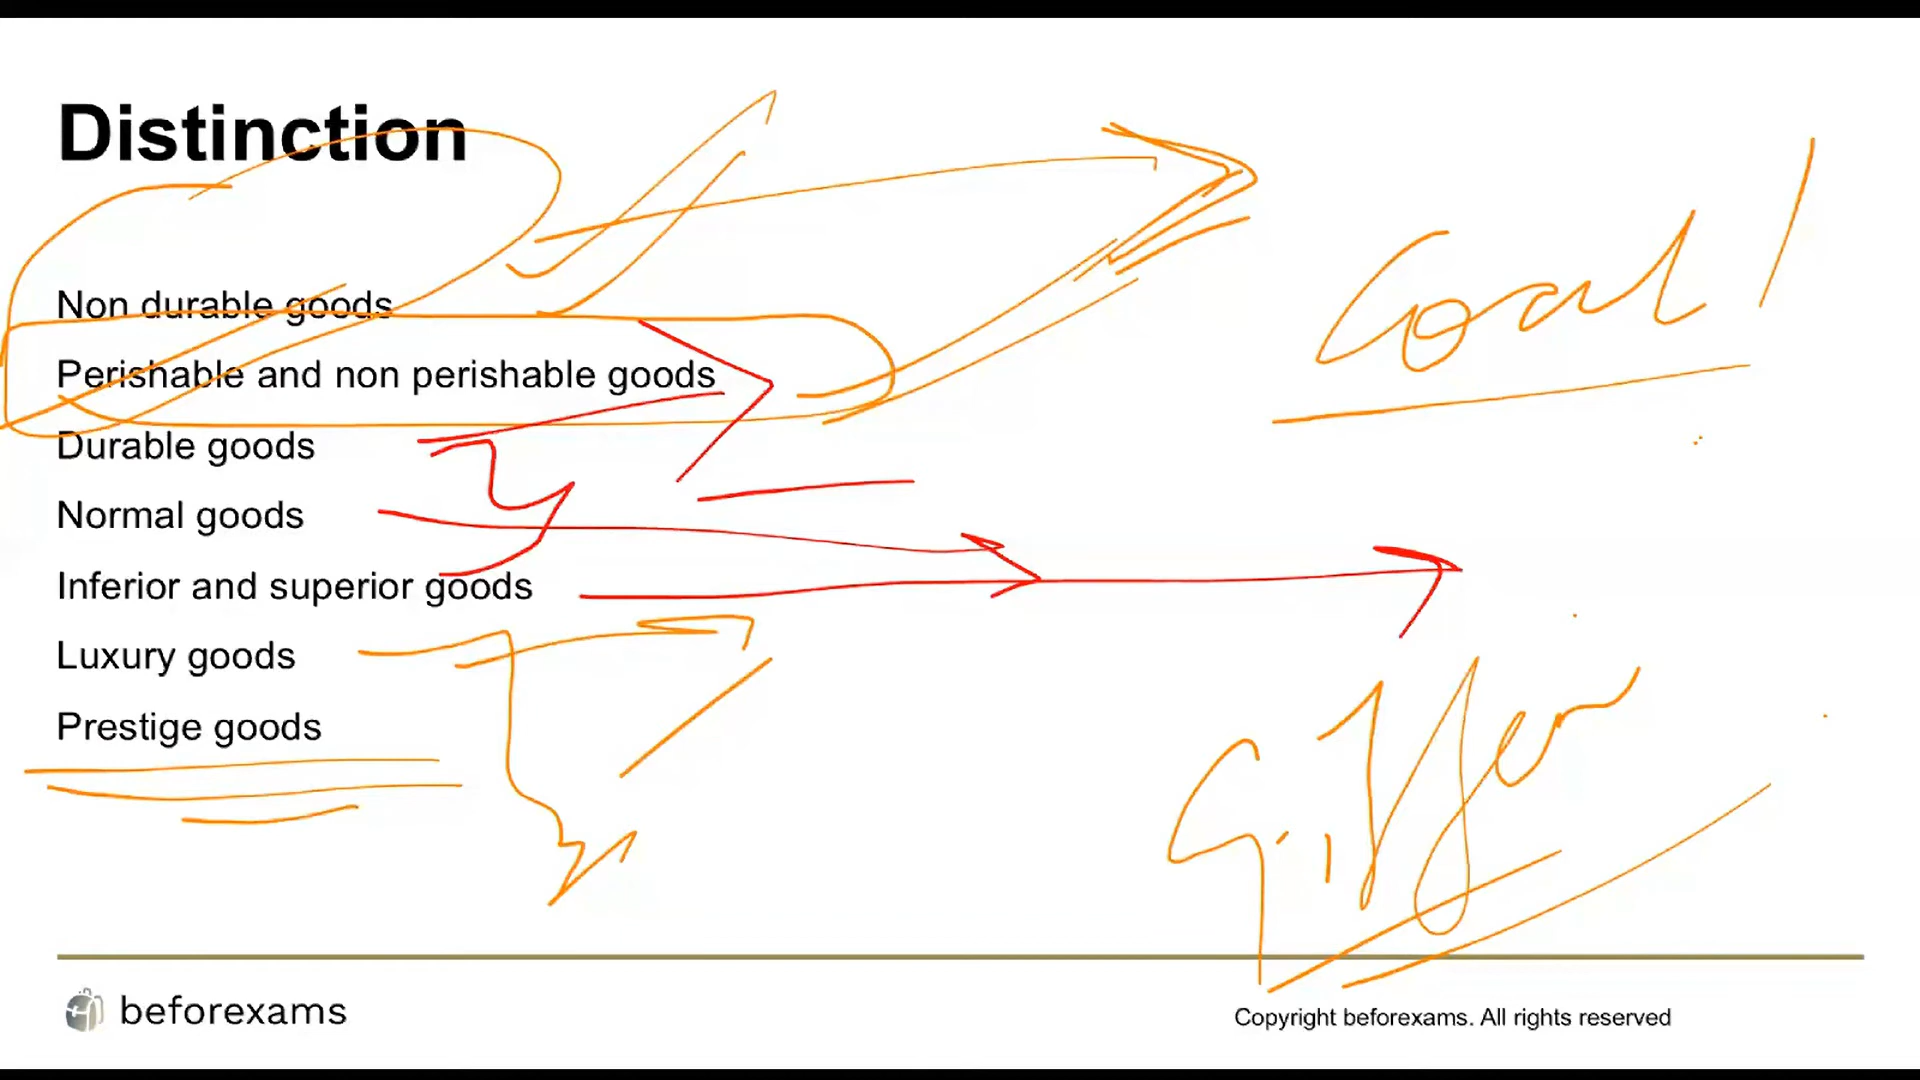 Distinction
Non durable goods
Coal
Perishable and non perishable goods
Durable goods
Normal goods
Inferior and superior goods
Luxury goods
Prestige goods
Giffen
beforexams
Copyright beforexams. All rights reserved